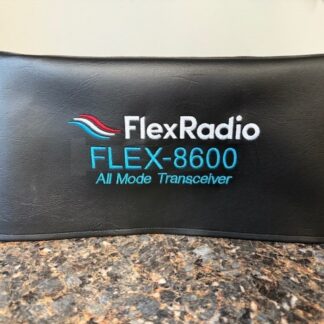 FlexRadio
FLEX-8600
All Mode Transceiver